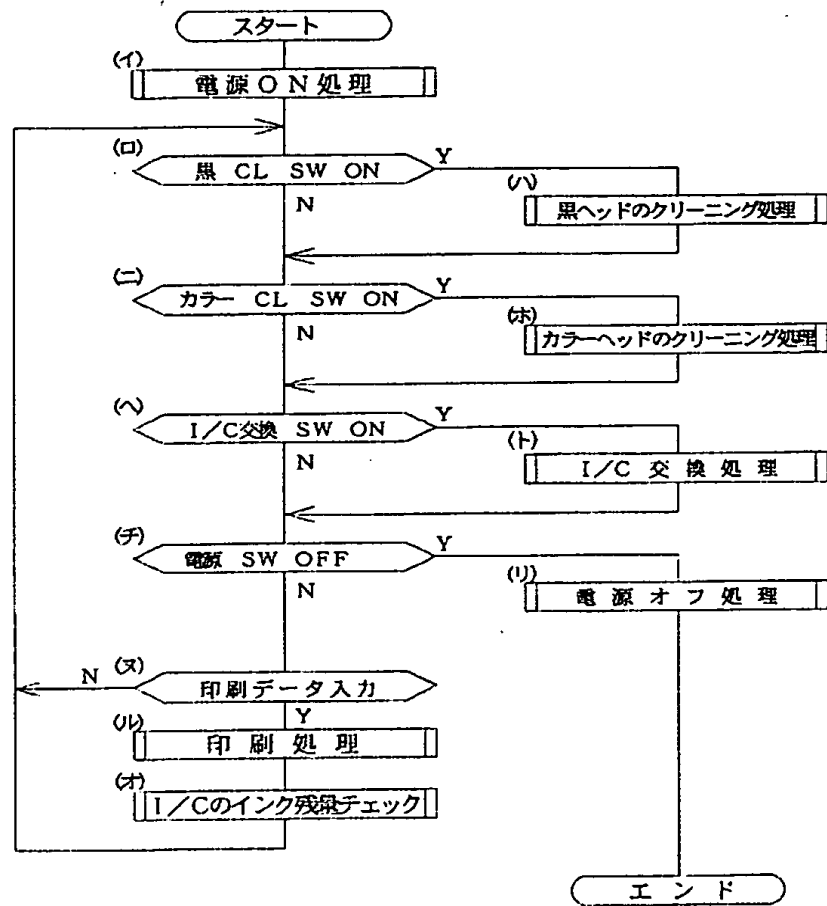 スタート
(イ)
電源ON処理
(ロ)
黒 CL SW ON
Y
N
(ハ)
黒ヘッドのクリーニング処理
(ニ)
カラー CL SW ON
Y
N
(ホ)
カラーヘッドのクリーニング処理
(ヘ)
I/C交換 SW ON
Y
N
(ト)
I/C 交換処理
(チ)
電源 SW OFF
Y
N
(リ)
電源オフ処理
(ヌ)
印刷データ入力
N
Y
(ル)
印刷処理
(オ)
I/Cのインク残量チェック
エンド